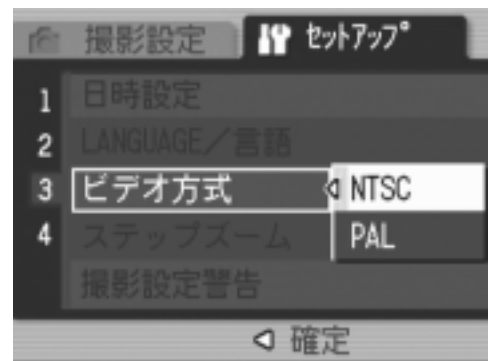 撮影設定 セットアップ
1 日時設定
2 LANGUAGE／言語
3 ビデオ方式 NTSC
4 ステップズーム PAL
撮影設定警告
確定